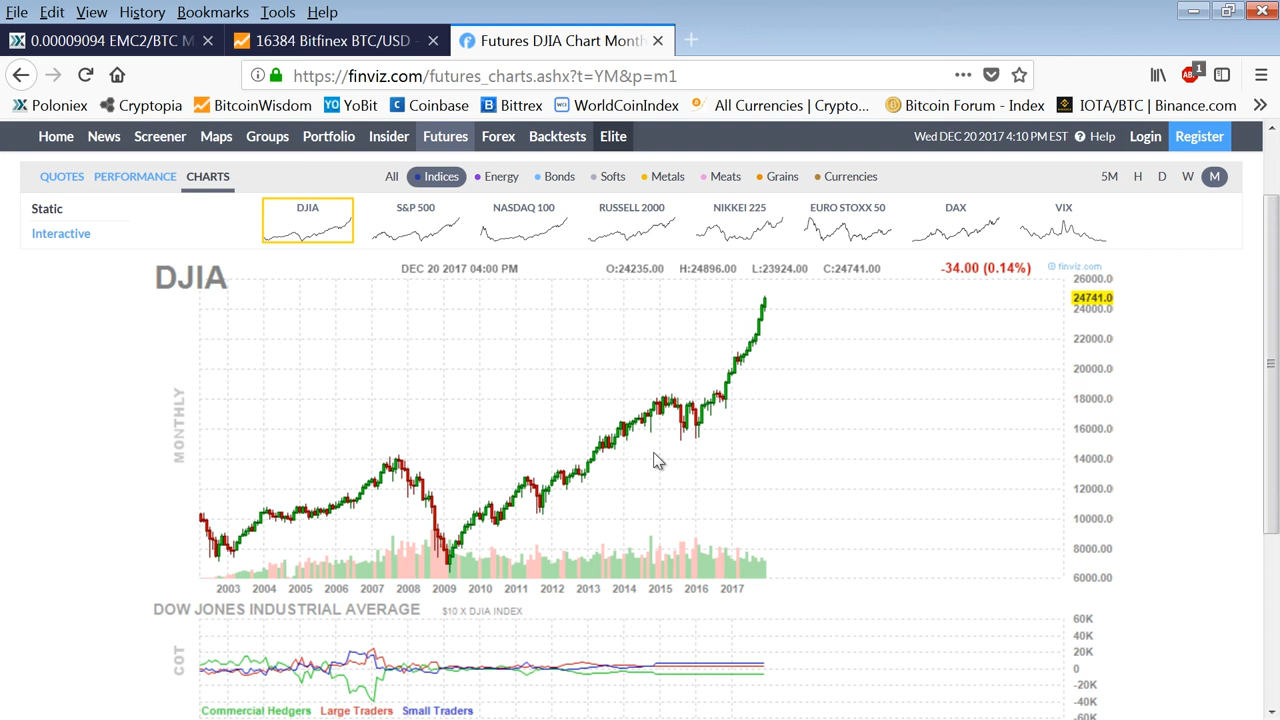 File Edit View History Bookmarks Tools Help
0.00009094 EMC2/BTC M
16384 Bitfinex BTC/USD -
Futures DJIA Chart Month
https://finviz.com/futures_charts.ashx?t=YM&p=m1
ABP 1
Poloniex Cryptopia BitcoinWisdom YO YoBit C Coinbase B Bittrex WCI WorldCoinIndex All Currencies | Crypto... Bitcoin Forum - Index IOTA/BTC | Binance.com
Home News Screener Maps Groups Portfolio Insider Futures Forex Backtests Elite Wed DEC 20 2017 4:10 PM EST Help Login Register
QUOTES PERFORMANCE CHARTS All Indices Energy Bonds Softs Metals Meats Grains Currencies 5M H D W M
Static
Interactive
DJIA S&P 500 NASDAQ 100 RUSSELL 2000 NIKKEI 225 EURO STOXX 50 DAX VIX
DJIA DEC 20 2017 04:00 PM O:24235.00 H:24896.00 L:23924.00 C:24741.00 -34.00 (0.14%) © finviz.com
26000.0
24741.0
24000.0
22000.0
20000.0
18000.0
16000.0
14000.0
12000.0
10000.0
8000.00
6000.00
MONTHLY
2003 2004 2005 2006 2007 2008 2009 2010 2011 2012 2013 2014 2015 2016 2017
DOW JONES INDUSTRIAL AVERAGE $10 X DJIA INDEX
60K
40K
20K
0
-20K
-40K
-60K
COT
Commercial Hedgers Large Traders Small Traders